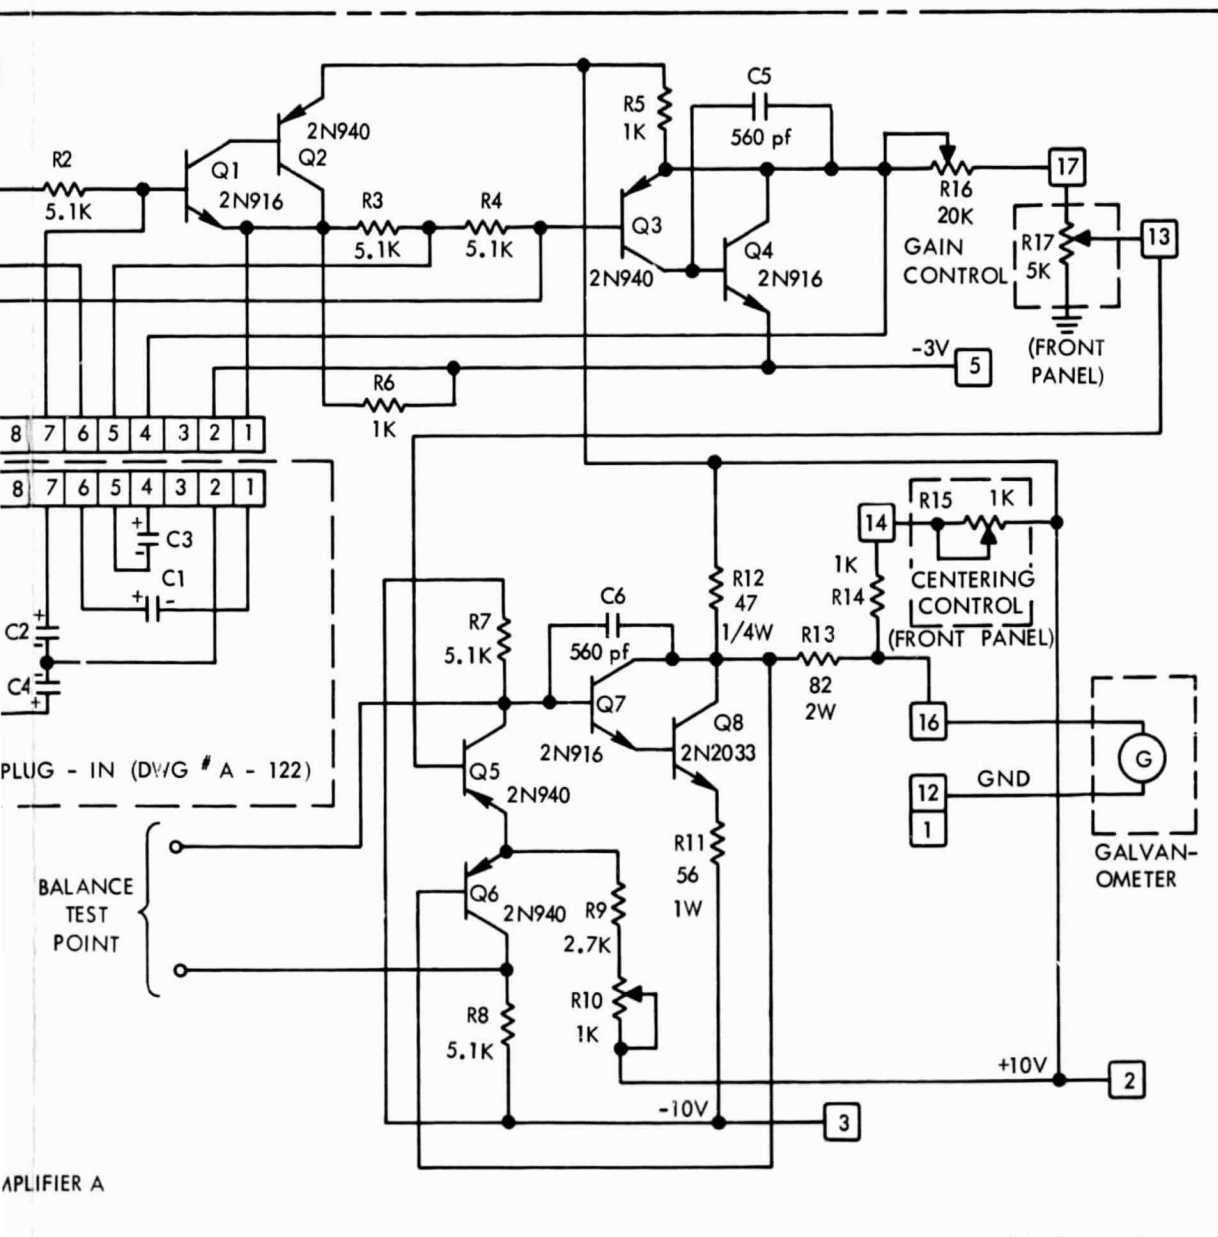 C5
560 pf
R5
1K
2N940
Q2
R2
5.1K
Q1
2N916
R3
5.1K
R4
5.1K
Q3
2N940
Q4
2N916
R16
20K
17
GAIN
CONTROL
R17
5K
13
(FRONT
PANEL)
-3V
5
R6
1K
8 7 6 5 4 3 2 1
8 7 6 5 4 3 2 1
+
-
C3
C1
+ -
+
C2
-
-
C4
+
PLUG - IN (DWG # A - 122)
14
R15 1K
CENTERING
CONTROL
(FRONT PANEL)
1K
R14
R12
47
1/4W
C6
560 pf
R7
5.1K
R13
82
2W
Q7
2N916
Q8
2N2033
16
G
GND
12
1
GALVAN-
OMETER
Q5
2N940
R11
56
1W
BALANCE
TEST
POINT
Q6
2N940
R9
2.7K
R10
1K
R8
5.1K
+10V
2
-10V
3
MPLIFIER A